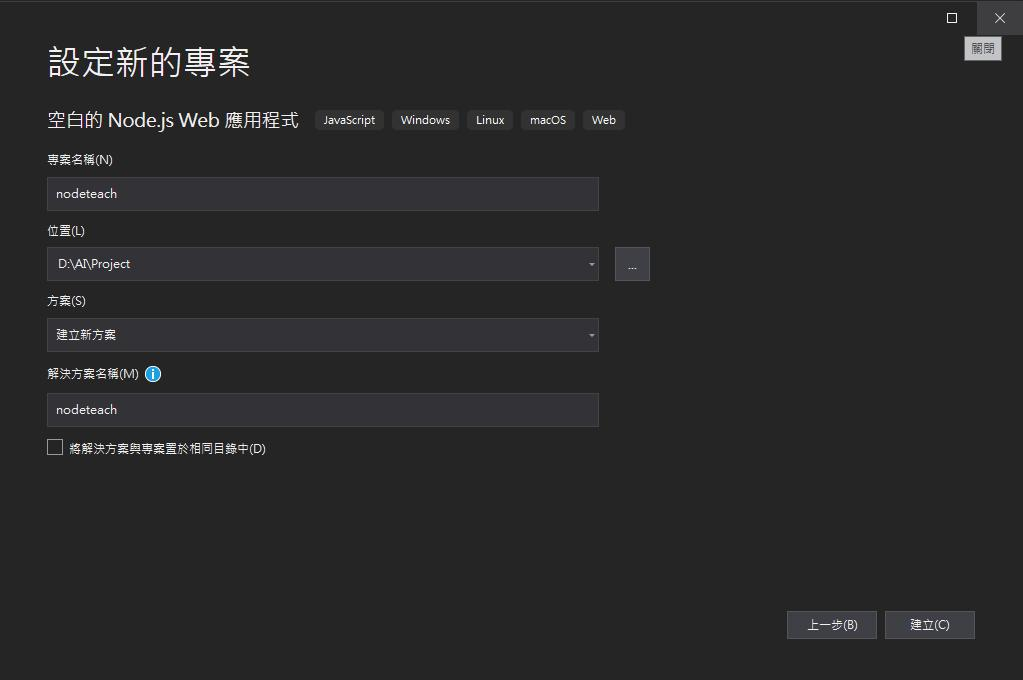 關閉
設定新的專案
空白的 Node.js Web 應用程式 JavaScript Windows Linux macOS Web
專案名稱(N)
nodeteach
位置(L)
D:\AI\Project
...
方案(S)
建立新方案
解決方案名稱(M)
nodeteach
將解決方案與專案置於相同目錄中(D)
上一步(B) 建立(C)